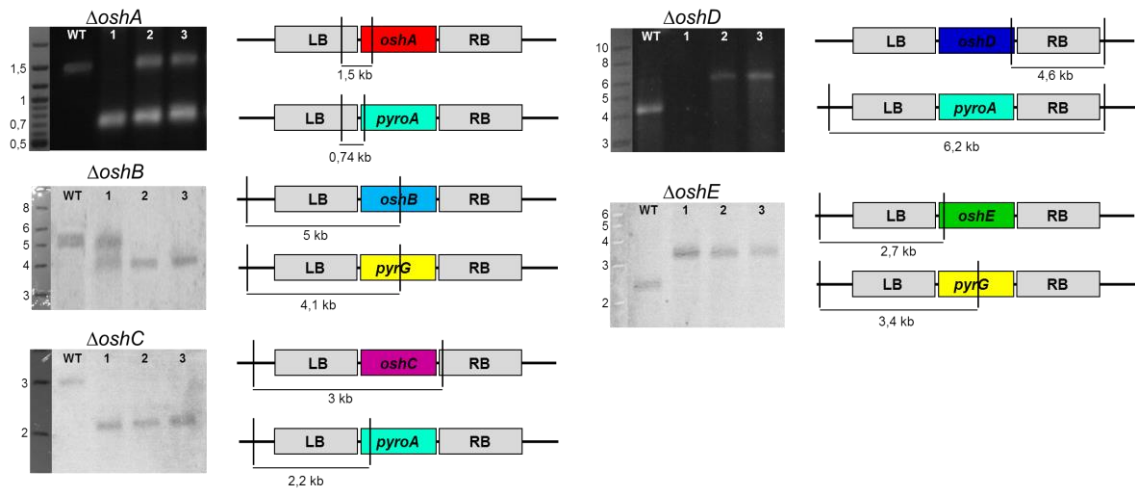 ΔoshA
WT 1 2 3
1,5
1
0,7
0,5
LB oshA RB
1,5 kb
LB pyroA RB
0,74 kb
ΔoshB
WT 1 2 3
8
6
5
4
3
LB oshB RB
5 kb
LB pyrG RB
4,1 kb
ΔoshC
WT 1 2 3
3
2
LB oshC RB
3 kb
LB pyroA RB
2,2 kb
ΔoshD
WT 1 2 3
10
8
6
5
4
3
LB oshD RB
4,6 kb
LB pyroA RB
6,2 kb
ΔoshE
WT 1 2 3
6
5
4
3
2
LB oshE RB
2,7 kb
LB pyrG RB
3,4 kb